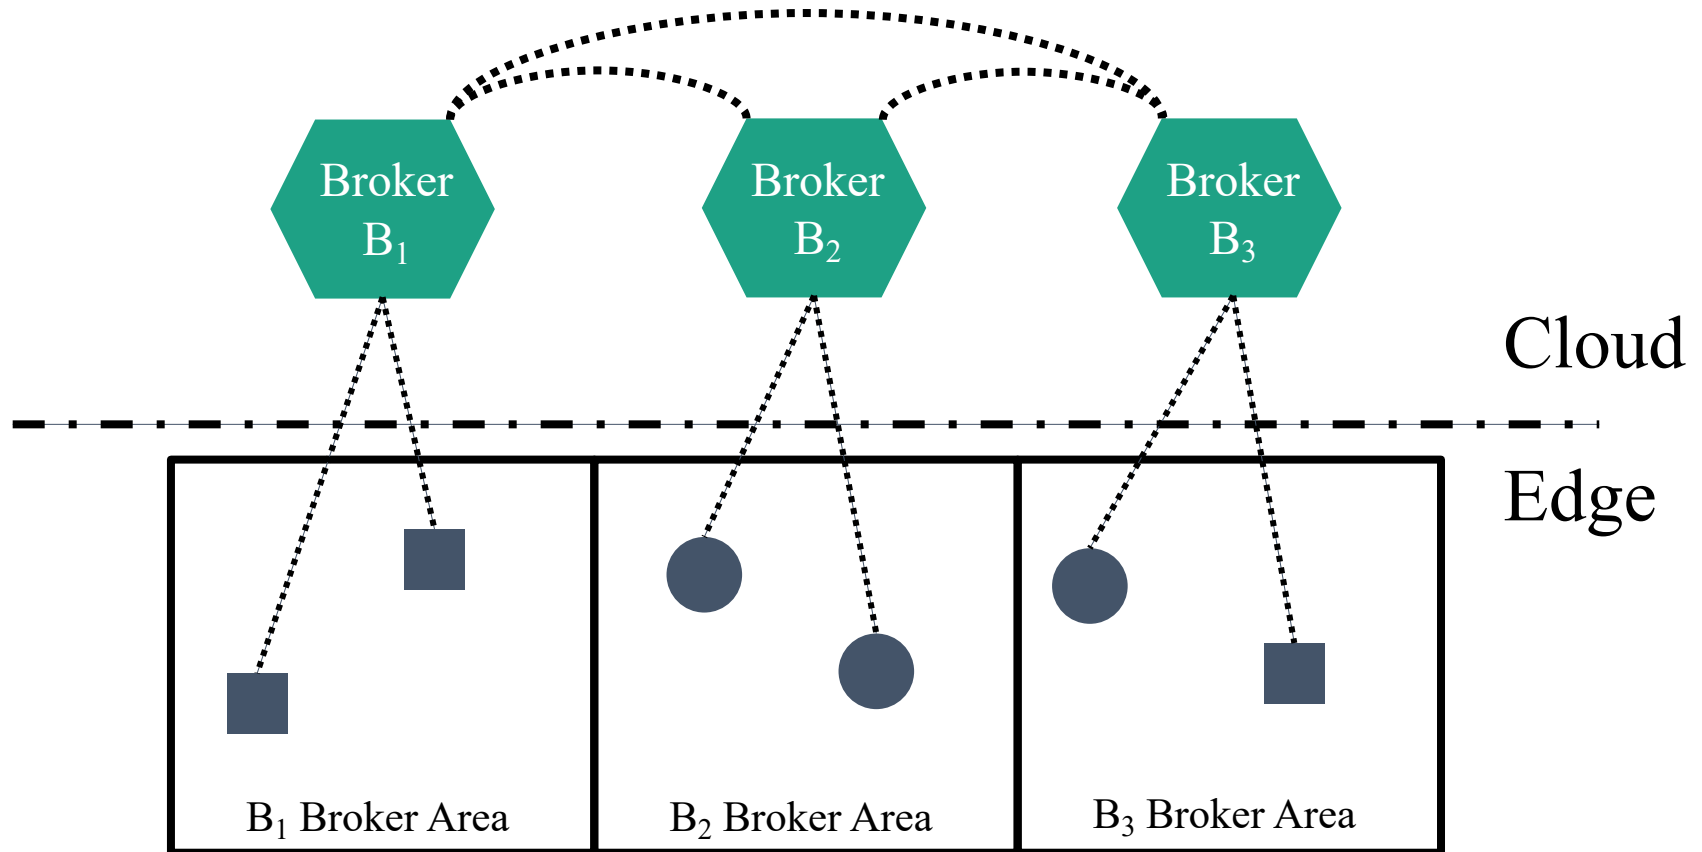 Broker
B₁
Broker
B₂
Broker
B₃
Cloud
Edge
B₁ Broker Area
B₂ Broker Area
B₃ Broker Area